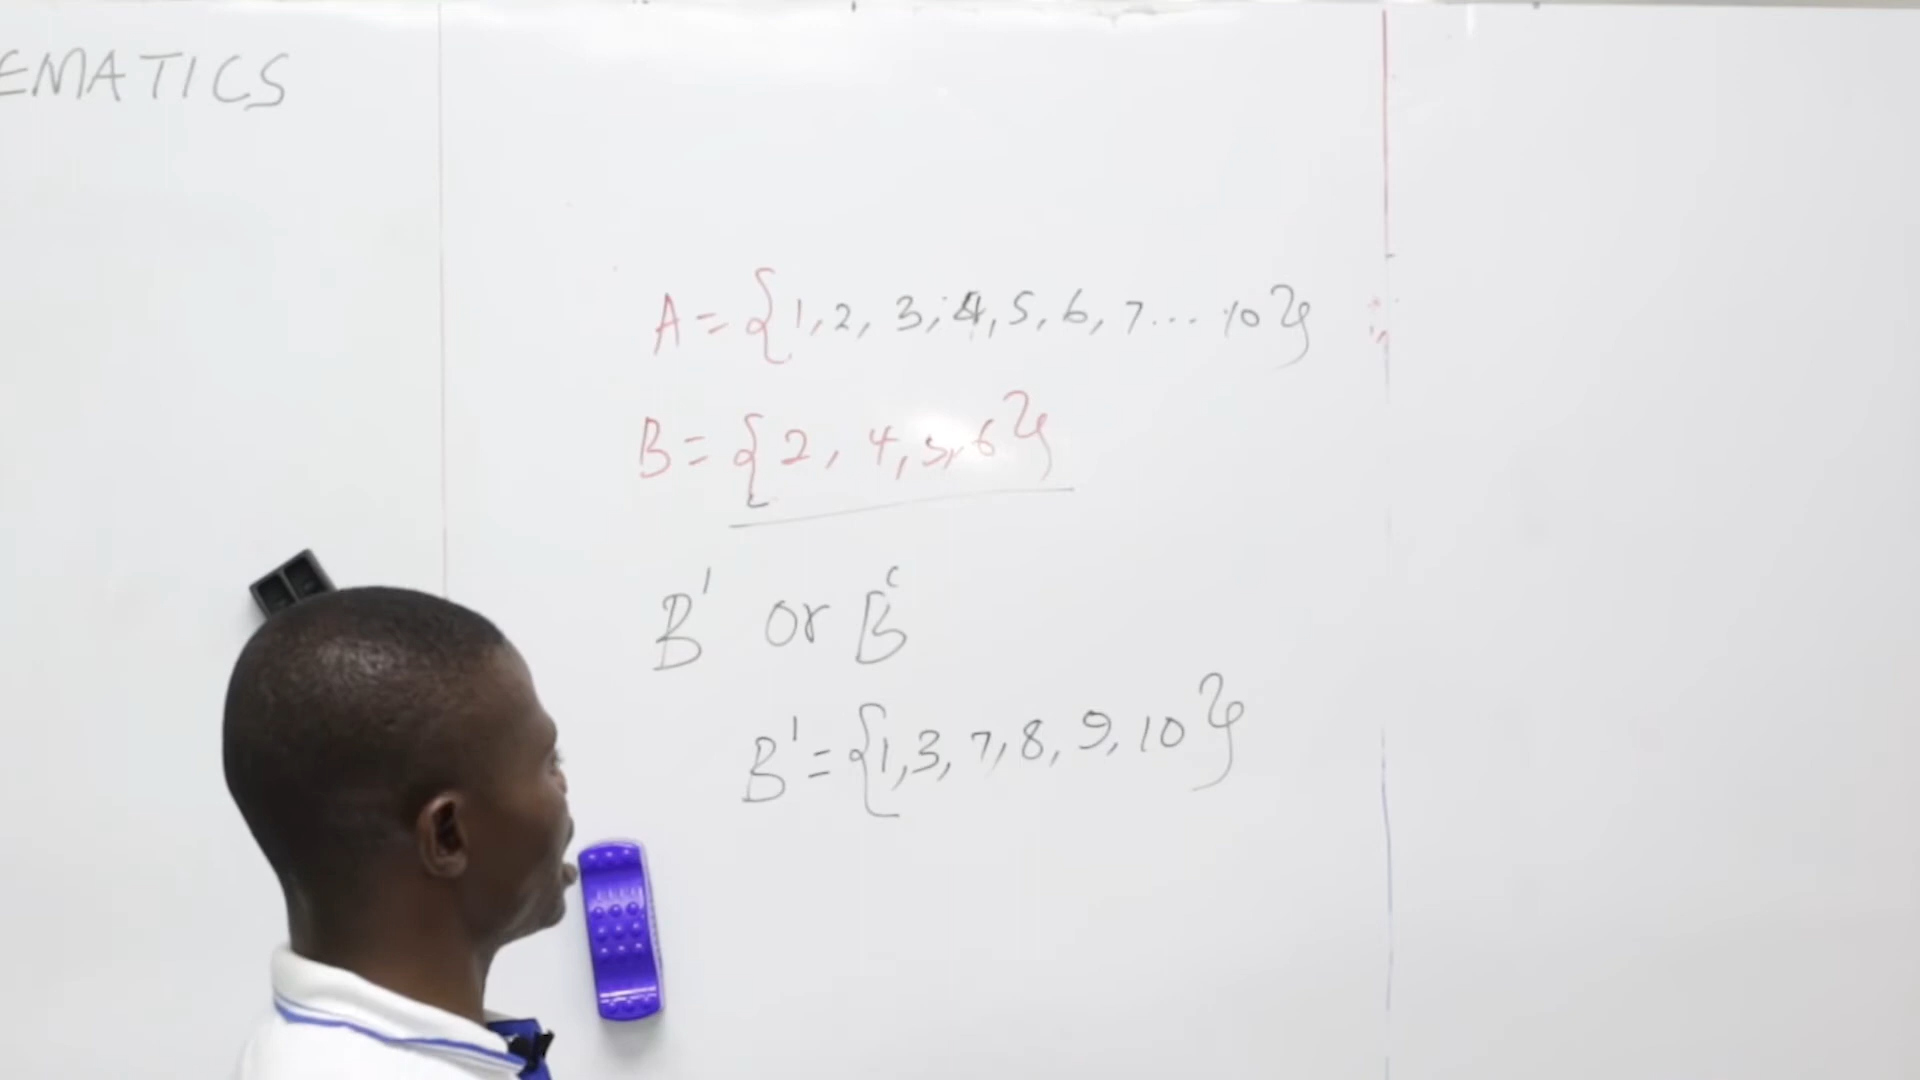 EMATICS
A = {1, 2, 3, 4, 5, 6, 7... 10}
B = {2, 4, 5, 6}
B' or Bᶜ
B' = {1, 3, 7, 8, 9, 10}